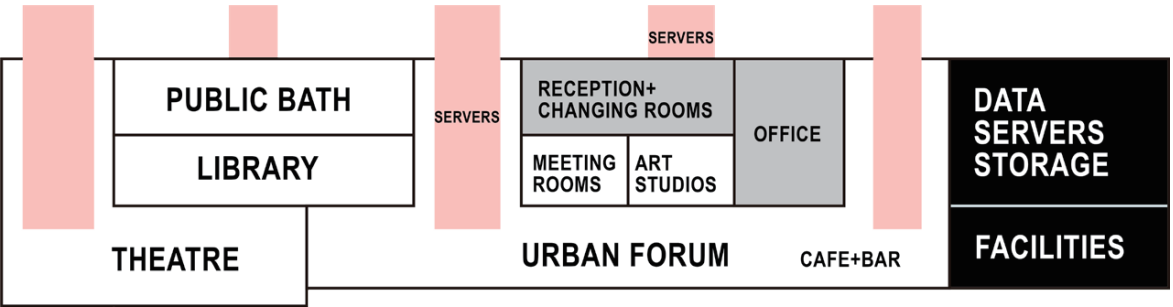 SERVERS
PUBLIC BATH
LIBRARY
THEATRE
SERVERS
RECEPTION+
CHANGING ROOMS
MEETING
ROOMS
ART
STUDIOS
OFFICE
URBAN FORUM
CAFE+BAR
DATA
SERVERS
STORAGE
FACILITIES